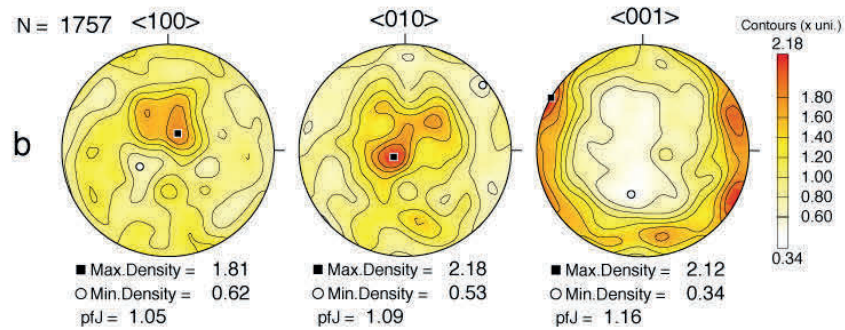 N = 1757
<100>
<010>
<001>
Contours (x uni.)
2.18
1.80
1.60
1.40
1.20
1.00
0.80
0.60
0.34
b
■ Max.Density = 1.81
○ Min.Density = 0.62
pfJ = 1.05
■ Max.Density = 2.18
○ Min.Density = 0.53
pfJ = 1.09
■ Max.Density = 2.12
○ Min.Density = 0.34
pfJ = 1.16